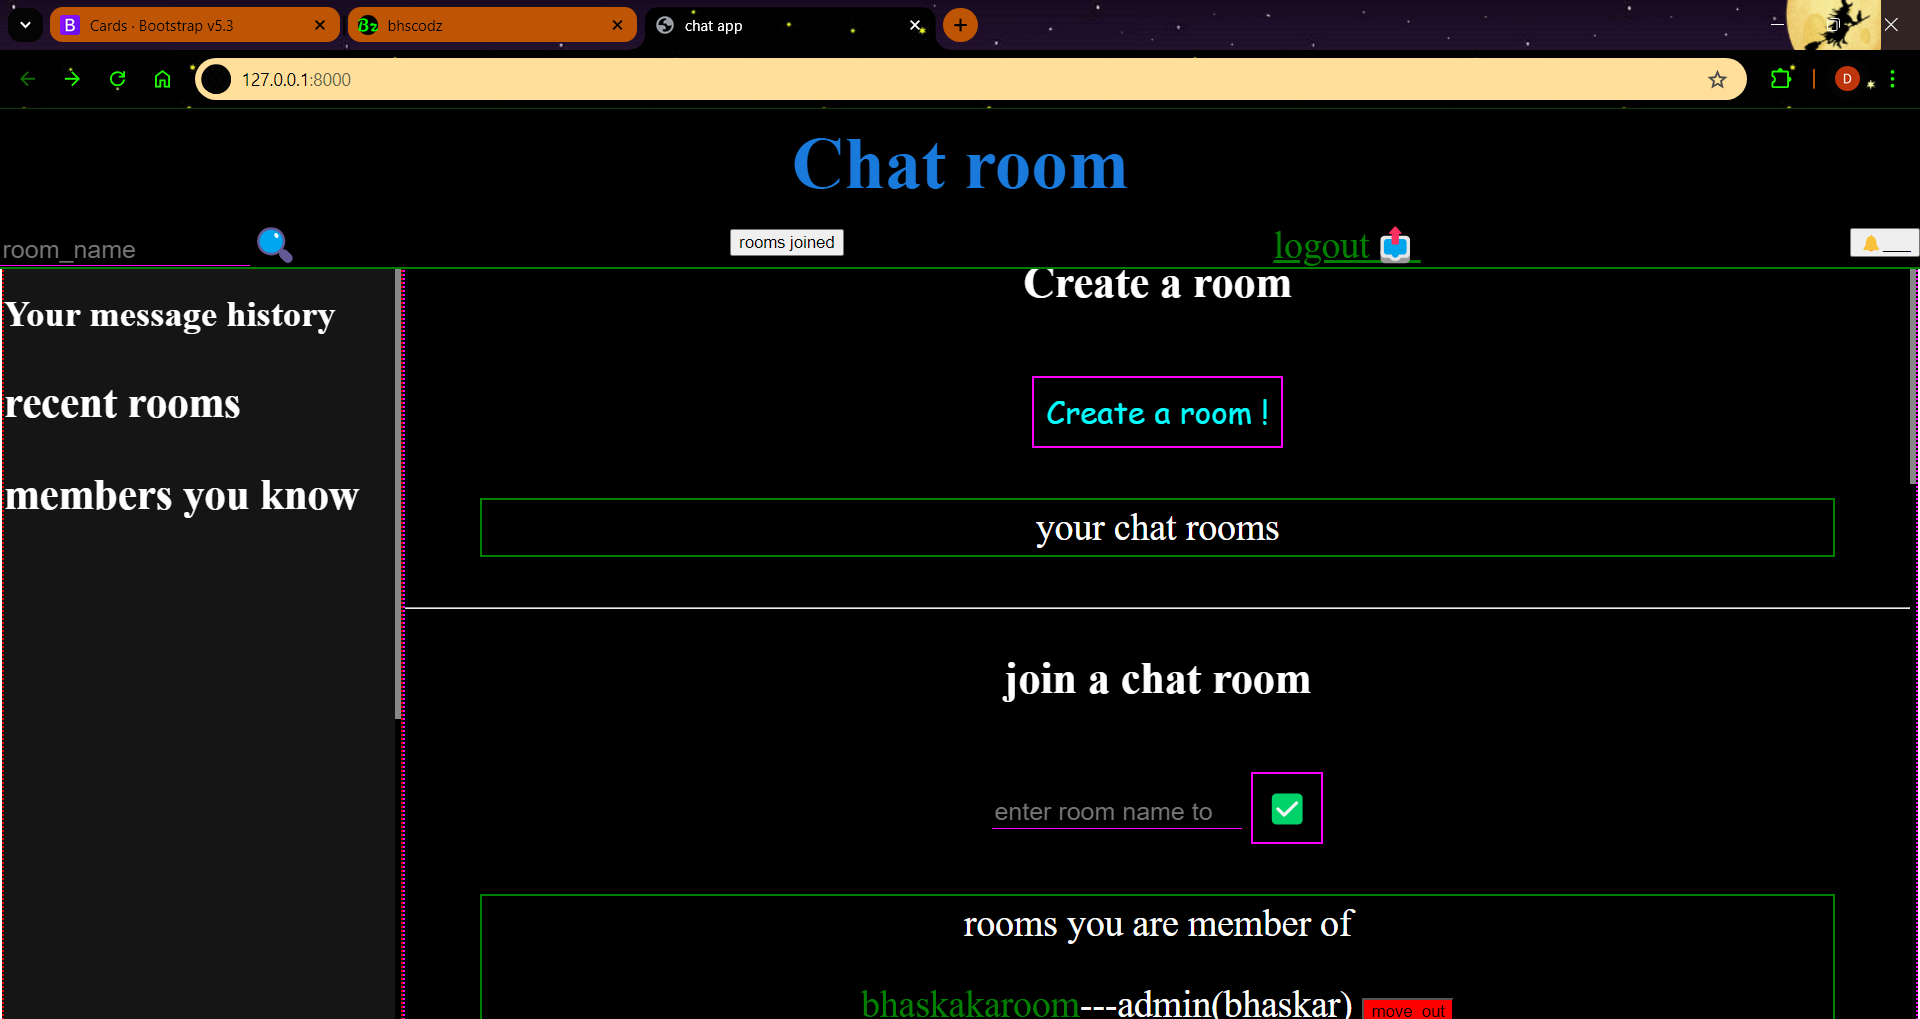 Cards · Bootstrap v5.3
bhscodz
chat app
127.0.0.1:8000
D
Chat room
room_name
rooms joined
logout
Create a room
Your message history
recent rooms
members you know
Create a room !
your chat rooms
join a chat room
enter room name to
rooms you are member of
bhaskakaroom---admin(bhaskar) move_out